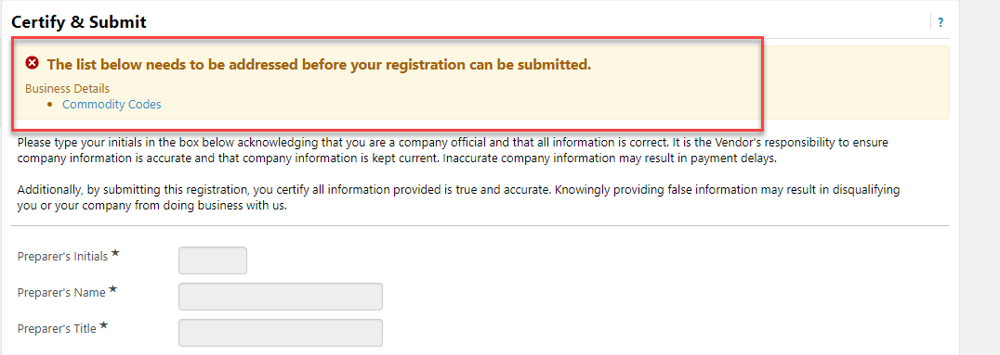 Certify & Submit
?
The list below needs to be addressed before your registration can be submitted.
Business Details
• Commodity Codes
Please type your initials in the box below acknowledging that you are a company official and that all information is correct. It is the Vendor's responsibility to ensure
company information is accurate and that company information is kept current. Inaccurate company information may result in payment delays.
Additionally, by submitting this registration, you certify all information provided is true and accurate. Knowingly providing false information may result in disqualifying
you or your company from doing business with us.
Preparer's Initials ★
Preparer's Name ★
Preparer's Title ★